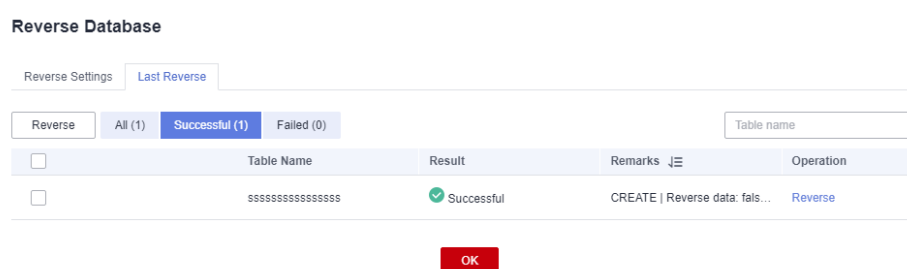 Reverse Database
Reverse Settings Last Reverse
Reverse All (1) Successful (1) Failed (0) Table name
Table Name Result Remarks Operation
ssssssssssssssss Successful CREATE | Reverse data: fals... Reverse
OK